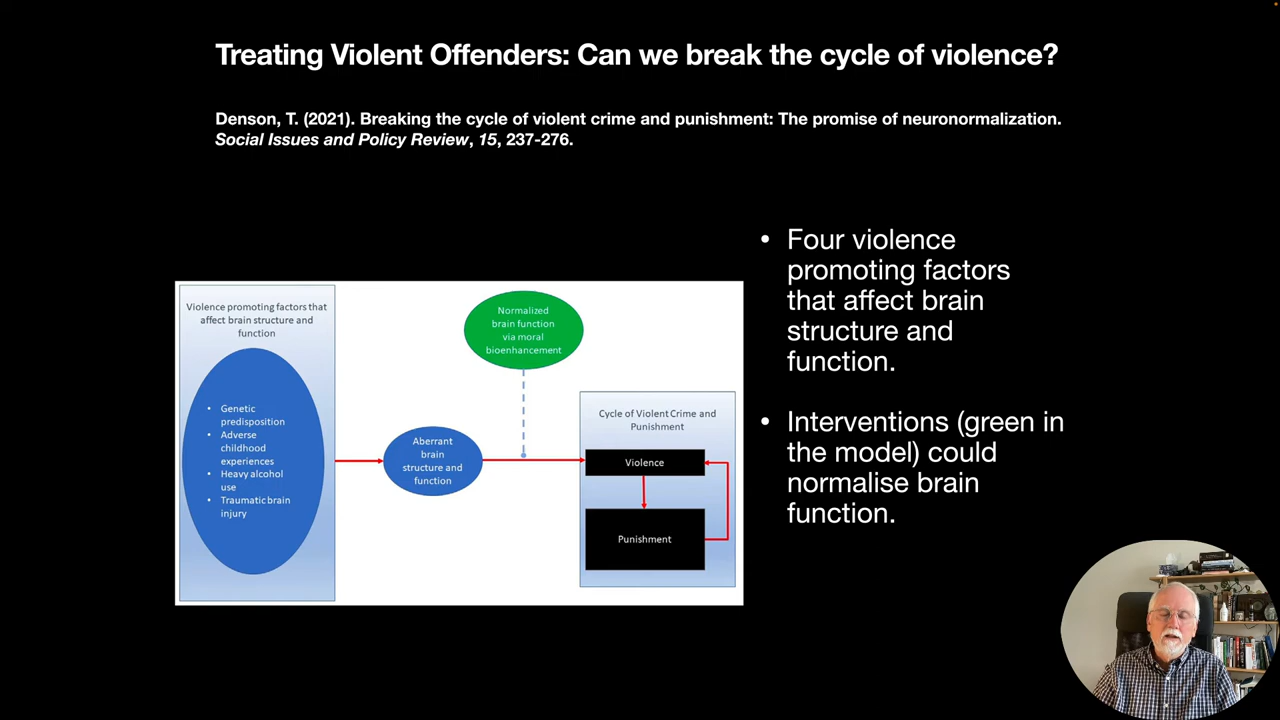 Treating Violent Offenders: Can we break the cycle of violence?
Denson, T. (2021). Breaking the cycle of violent crime and punishment: The promise of neuronormalization.
Social Issues and Policy Review, 15, 237-276.
Violence promoting factors that
affect brain structure and
function
• Genetic
predisposition
• Adverse
childhood
experiences
• Heavy alcohol
use
• Traumatic brain
injury
Aberrant
brain
structure and
function
Normalized
brain function
via moral
bioenhancement
Cycle of Violent Crime and
Punishment
Violence
Punishment
• Four violence
promoting factors
that affect brain
structure and
function.
• Interventions (green in
the model) could
normalise brain
function.